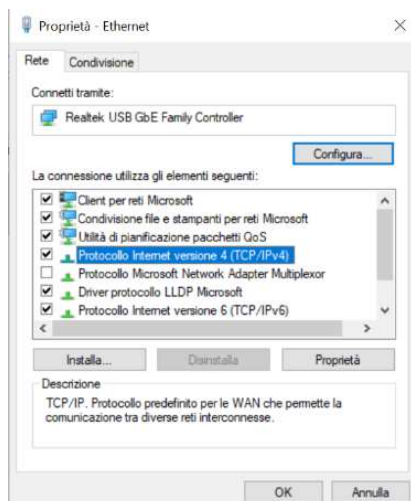 Proprietà - Ethernet
Rete Condivisione
Connetti tramite:
Realtek USB GbE Family Controller
Configura...
La connessione utilizza gli elementi seguenti:
Client per reti Microsoft
Condivisione file e stampanti per reti Microsoft
Utilità di pianificazione pacchetti QoS
Protocollo Internet versione 4 (TCP/IPv4)
Protocollo Microsoft Network Adapter Multiplexor
Driver protocollo LLDP Microsoft
Protocollo Internet versione 6 (TCP/IPv6)
Installa... Disinstalla Proprietà
Descrizione
TCP/IP. Protocollo predefinito per le WAN che permette la
comunicazione tra diverse reti interconnesse.
OK Annulla